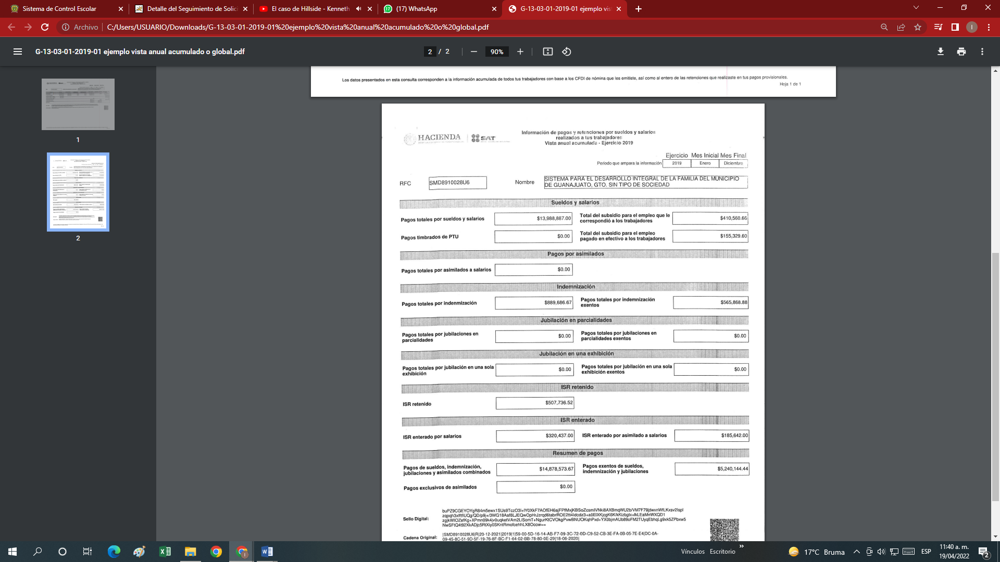 Sistema de Control Escolar
Detalle del Seguimiento de Solici
El caso de Hillside - Kenneth
(17) WhatsApp
G-13-03-01-2019-01 ejemplo vis
Archivo
C:/Users/USUARIO/Downloads/G-13-03-01-2019-01%20ejemplo%20vista%20anual%20acumulado%20o%20global.pdf
G-13-03-01-2019-01 ejemplo vista anual acumulado o global.pdf
2 / 2
90%
1
2
Los datos presentados en esta consulta corresponden a la información acumulada de todos tus trabajadores con base a los CFDI de nómina que les emitiste, así como al entero de las retenciones que realizaste en tus pagos provisionales.
Hoja 1 de 1
HACIENDA
SAT
Información de pagos y retenciones por sueldos y salarios
realizados a tus trabajadores
Vista anual acumulada - Ejercicio 2019
Ejercicio Mes Inicial Mes Final
Periodo que ampara la información 2019 Enero Diciembre
RFC SMD8910028U6
Nombre SISTEMA PARA EL DESARROLLO INTEGRAL DE LA FAMILIA DEL MUNICIPIO
DE GUANAJUATO, GTO. SIN TIPO DE SOCIEDAD
Sueldos y salarios
Pagos totales por sueldos y salarios $13,988,887.00
Total del subsidio para el empleo que le
correspondió a los trabajadores $410,560.66
Pagos timbrados de PTU $0.00
Total del subsidio para el empleo
pagado en efectivo a los trabajadores $155,329.60
Pagos por asimilados
Pagos totales por asimilados a salarios $0.00
Indemnización
Pagos totales por indenmización $889,686.67
Pagos totales por indemnización
exentos $565,868.88
Jubilación en parcialidades
Pagos totales por jubilaciones en
parcialidades $0.00
Pagos totales por jubilaciones en
parcialidades exentos $0.00
Jubilación en una exhibición
Pagos totales por jubilación en una sola
exhibición $0.00
Pagos totales por jubilación en una sola
exhibición exentos $0.00
ISR retenido
ISR retenido $507,736.52
ISR enterado
ISR enterado por salarios $320,437.00
ISR enterado por asimilado a salarios $185,642.00
Resumen de pagos
Pagos de sueldos, indemnización,
jubilaciones y asimilados combinados $14,878,573.67
Pagos exentos de sueldos,
indemnización y jubilaciones $5,240,144.44
Pagos exclusivos de asimilados $0.00
Sello Digital:
Cadena Original: |SMD8910028U6|R|20-12-2021|2019|1|59-00-5D-16-14-AB-F7-09-3C-72-0D-C9-52-CB-3E-FA-0B-05-7E-E4|DC-0A-
09-45-8C-51-9D-5F-19-76-8F-BC-F1-64-02-BB-78-80-0E-29|18-06-2020|
Vínculos Escritorio
17°C Bruma
ESP
11:40 a. m.
19/04/2022
2